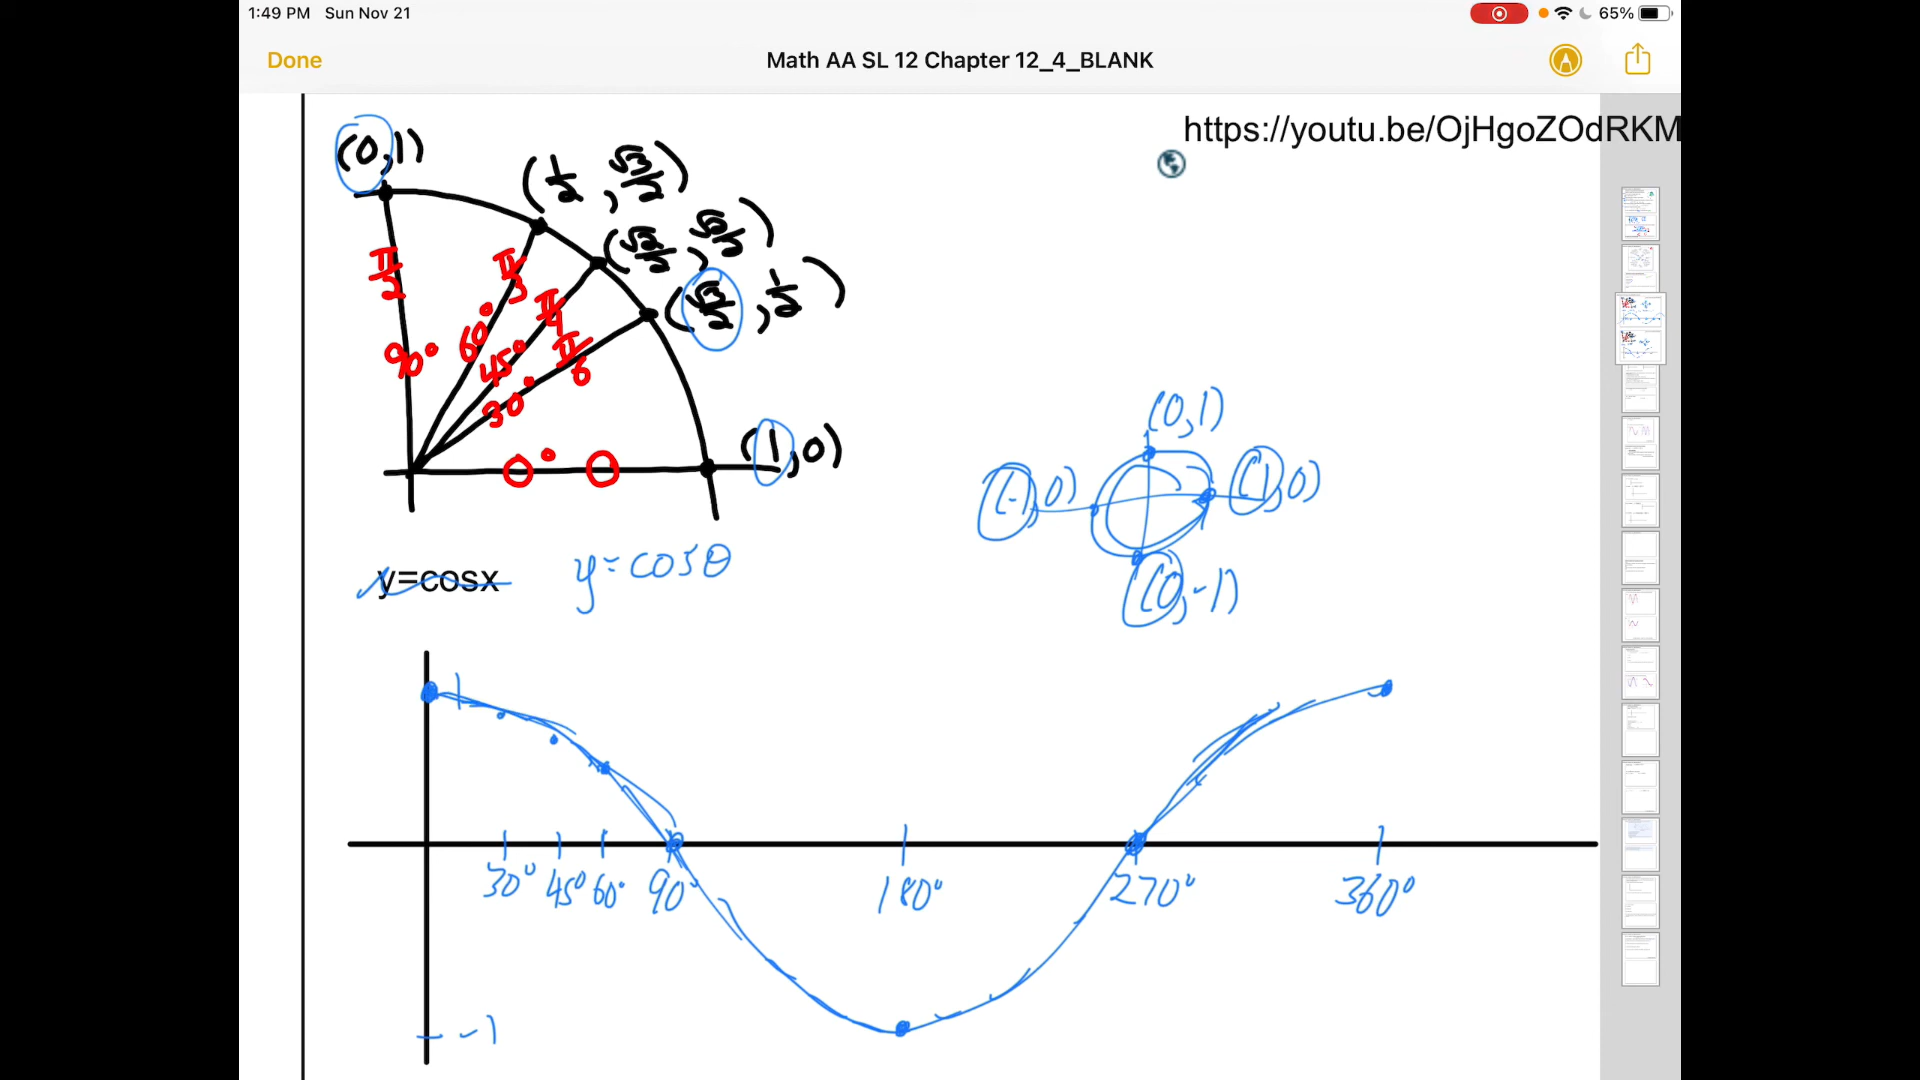 1:49 PM Sun Nov 21
65%
Done
Math AA SL 12 Chapter 12_4_BLANK
https://youtu.be/OjHgoZOdRKM
(0,1)
(1/2, √3/2)
(√2/2, √2/2)
(√3/2, 1/2)
(1,0)
π/2
π/3
π/4
π/6
90°
60°
45°
30°
0° 0
(0,1)
(-1,0)
(1,0)
(0,-1)
y=cosx
y=cosθ
1
30° 45° 60° 90° 180° 270° 360°
-1